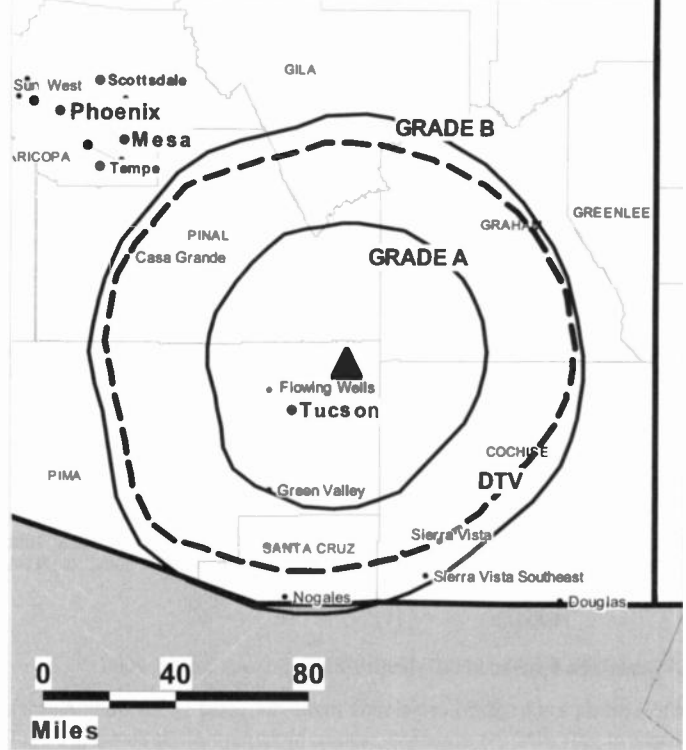 GILA
Scottsdale
Sun West
Phoenix
Mesa
ARICOPA
Tempe
GRADE B
GREENLEE
GRAHAM
PINAL
Casa Grande
GRADE A
Flowing Wells
Tucson
COCHISE
PIMA
DTV
Green Valley
Sierra Vista
SANTA CRUZ
Sierra Vista Southeast
Nogales
Douglas
0 40 80
Miles